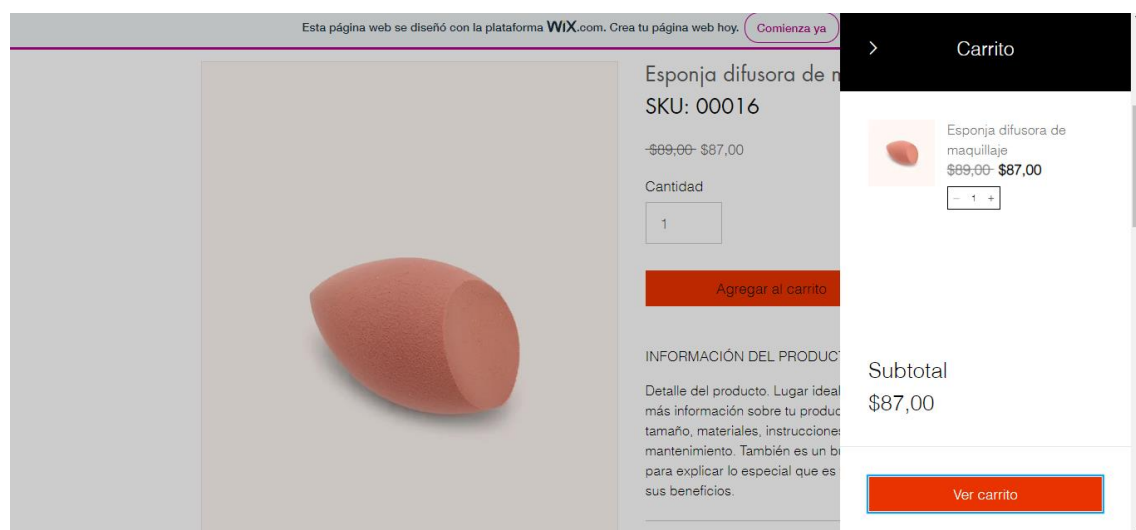 Esta página web se diseñó con la plataforma WiX.com. Crea tu página web hoy. Comienza ya
Esponja difusora de
SKU: 00016
$89,00 $87,00
Cantidad
1
Agregar al carrito
INFORMACIÓN DEL
Detalle del producto. Lugar ideal
más información sobre tu
tamaño, materiales,
mantenimiento. También es un
para explicar lo especial que es
sus beneficios.
Carrito
Esponja difusora de
maquillaje
$89,00 $87,00
− 1 +
Subtotal
$87,00
Ver carrito